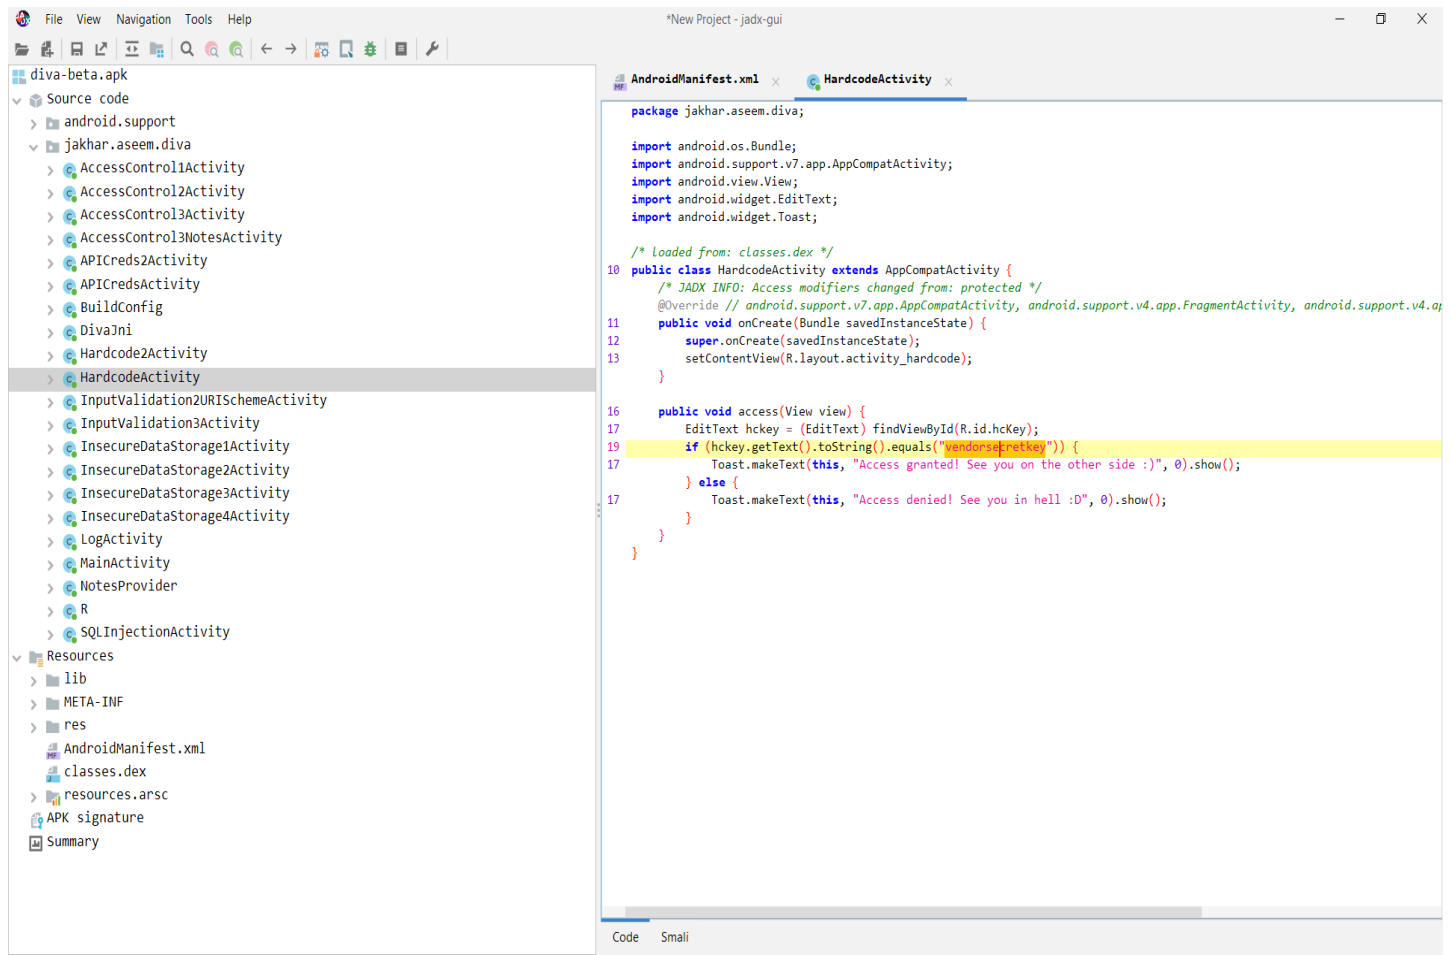 File View Navigation Tools Help
*New Project - jadx-gui
diva-beta.apk
Source code
android.support
jakhar.aseem.diva
AccessControl1Activity
AccessControl2Activity
AccessControl3Activity
AccessControl3NotesActivity
APICreds2Activity
APICredsActivity
BuildConfig
DivaJni
Hardcode2Activity
HardcodeActivity
InputValidation2URISchemeActivity
InputValidation3Activity
InsecureDataStorage1Activity
InsecureDataStorage2Activity
InsecureDataStorage3Activity
InsecureDataStorage4Activity
LogActivity
MainActivity
NotesProvider
R
SQLInjectionActivity
Resources
lib
META-INF
res
AndroidManifest.xml
classes.dex
resources.arsc
APK signature
Summary
AndroidManifest.xml HardcodeActivity
package jakhar.aseem.diva;
import android.os.Bundle;
import android.support.v7.app.AppCompatActivity;
import android.view.View;
import android.widget.EditText;
import android.widget.Toast;
/* loaded from: classes.dex */
10 public class HardcodeActivity extends AppCompatActivity {
/* JADX INFO: Access modifiers changed from: protected */
@Override // android.support.v7.app.AppCompatActivity, android.support.v4.app.FragmentActivity, android.support.v4.ap
11 public void onCreate(Bundle savedInstanceState) {
12 super.onCreate(savedInstanceState);
13 setContentView(R.layout.activity_hardcode);
}
16 public void access(View view) {
17 EditText hckey = (EditText) findViewById(R.id.hcKey);
19 if (hckey.getText().toString().equals("vendorsecretkey")) {
17 Toast.makeText(this, "Access granted! See you on the other side :)", 0).show();
} else {
17 Toast.makeText(this, "Access denied! See you in hell :D", 0).show();
}
}
}
Code Smali